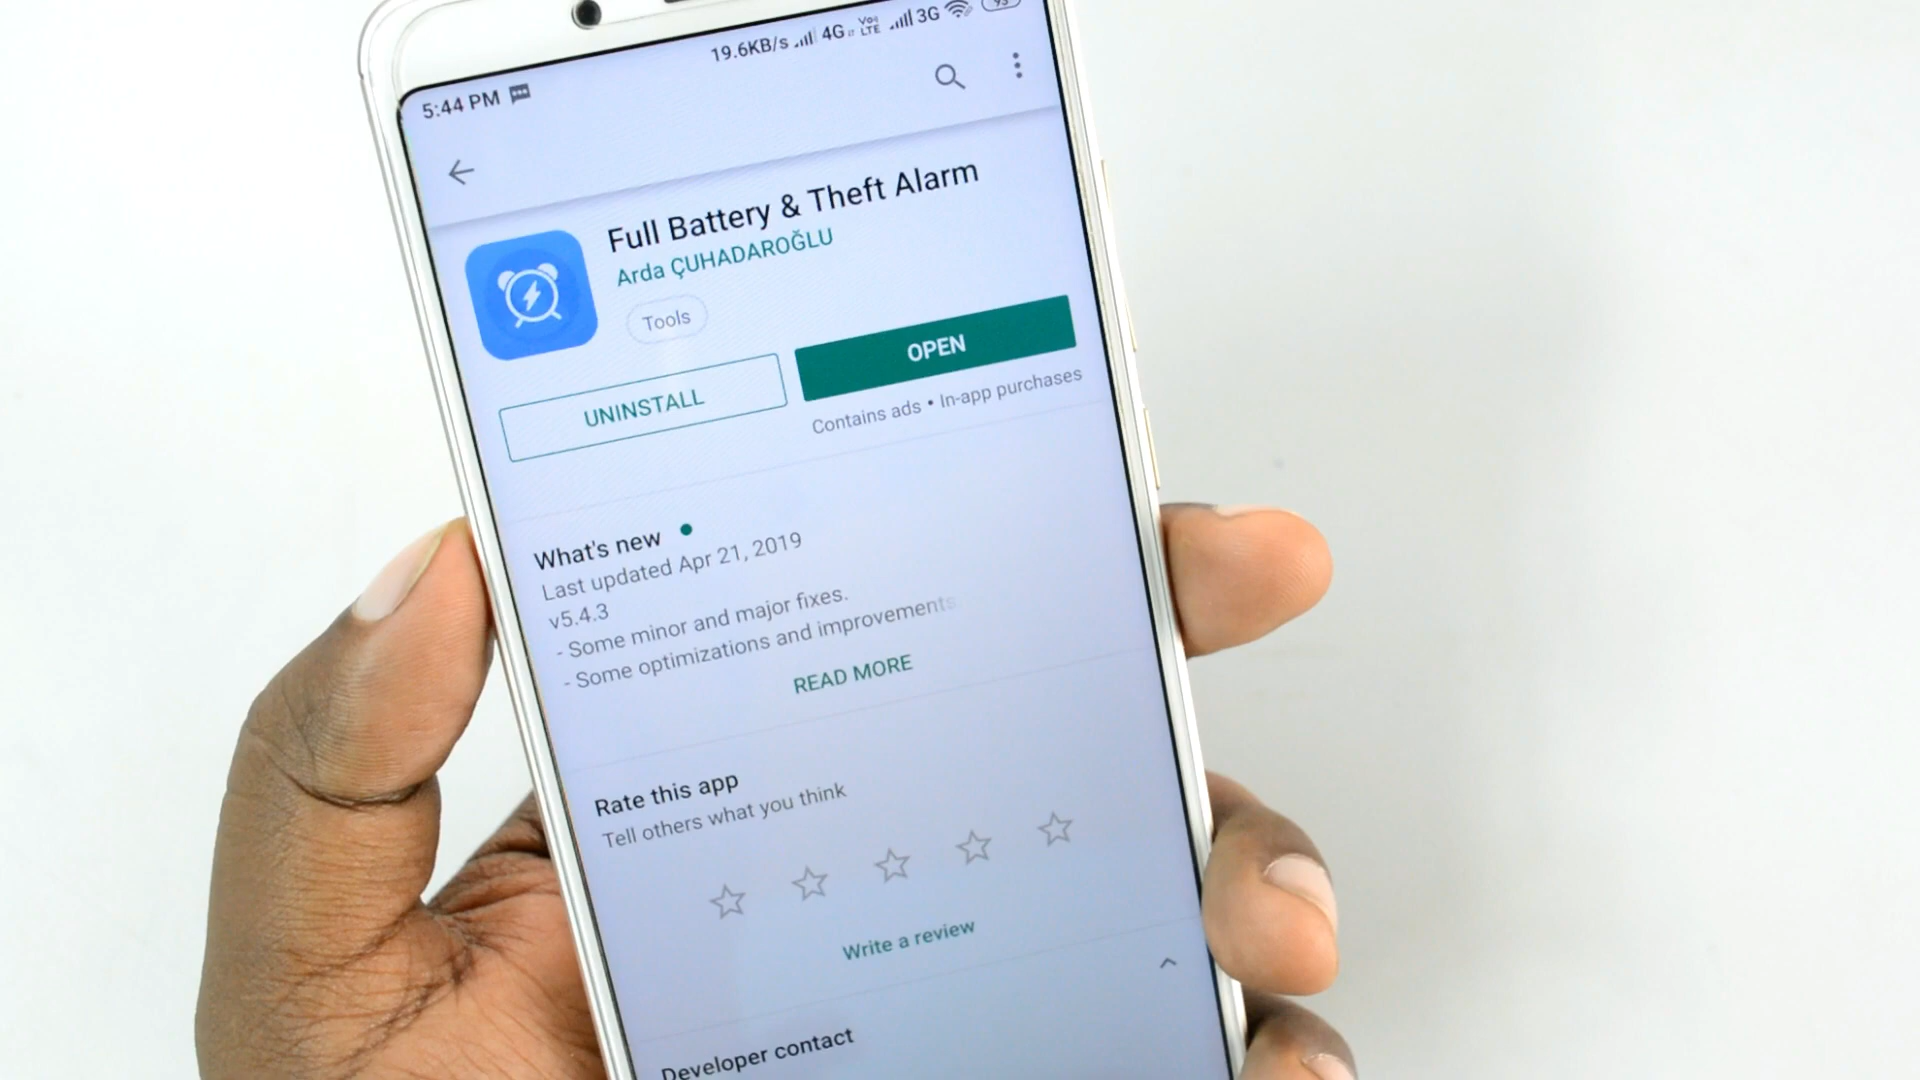 19.6KB/s 4G Vo LTE 3G 93
5:44 PM
Full Battery & Theft Alarm
Arda ÇUHADAROĞLU
Tools
UNINSTALL
OPEN
Contains ads • In-app purchases
What's new
Last updated Apr 21, 2019
v5.4.3
- Some minor and major fixes.
- Some optimizations and improvements.
READ MORE
Rate this app
Tell others what you think
Write a review
Developer contact